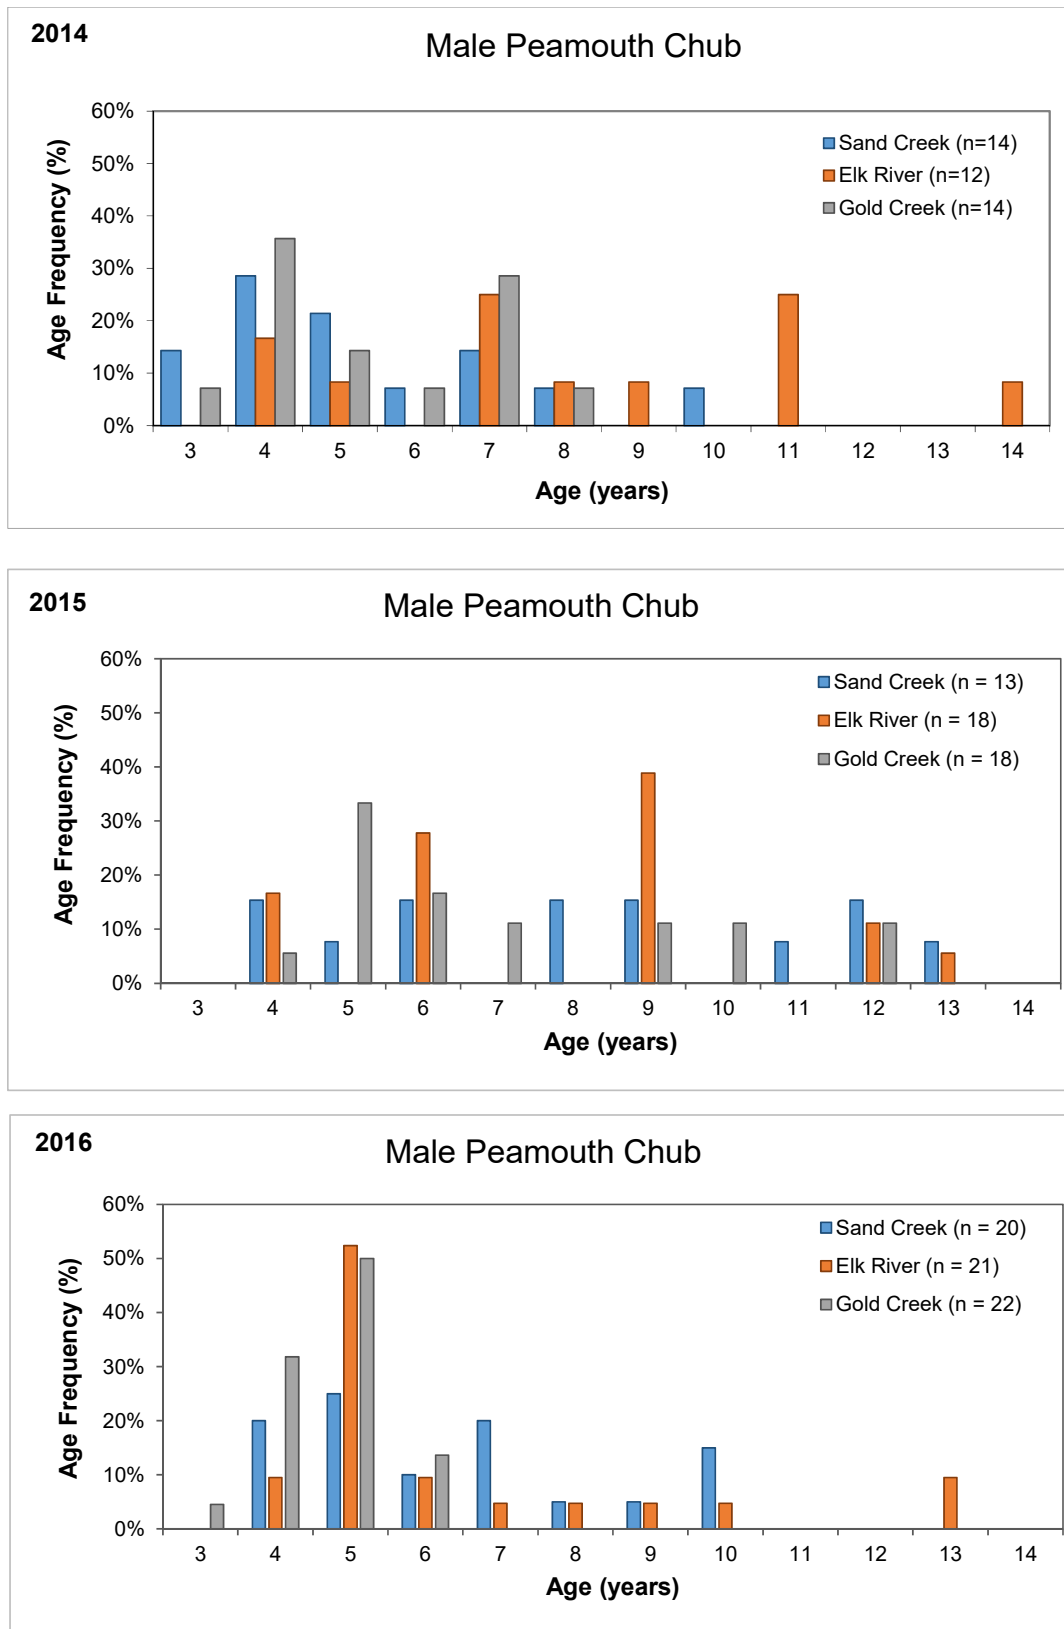 2014
Male Peamouth Chub
60%
50%
40%
30%
20%
10%
0%
Age Frequency (%)
Sand Creek (n=14)
Elk River (n=12)
Gold Creek (n=14)
3 4 5 6 7 8 9 10 11 12 13 14
Age (years)
2015
Male Peamouth Chub
60%
50%
40%
30%
20%
10%
0%
Age Frequency (%)
Sand Creek (n = 13)
Elk River (n = 18)
Gold Creek (n = 18)
3 4 5 6 7 8 9 10 11 12 13 14
Age (years)
2016
Male Peamouth Chub
60%
50%
40%
30%
20%
10%
0%
Age Frequency (%)
Sand Creek (n = 20)
Elk River (n = 21)
Gold Creek (n = 22)
3 4 5 6 7 8 9 10 11 12 13 14
Age (years)